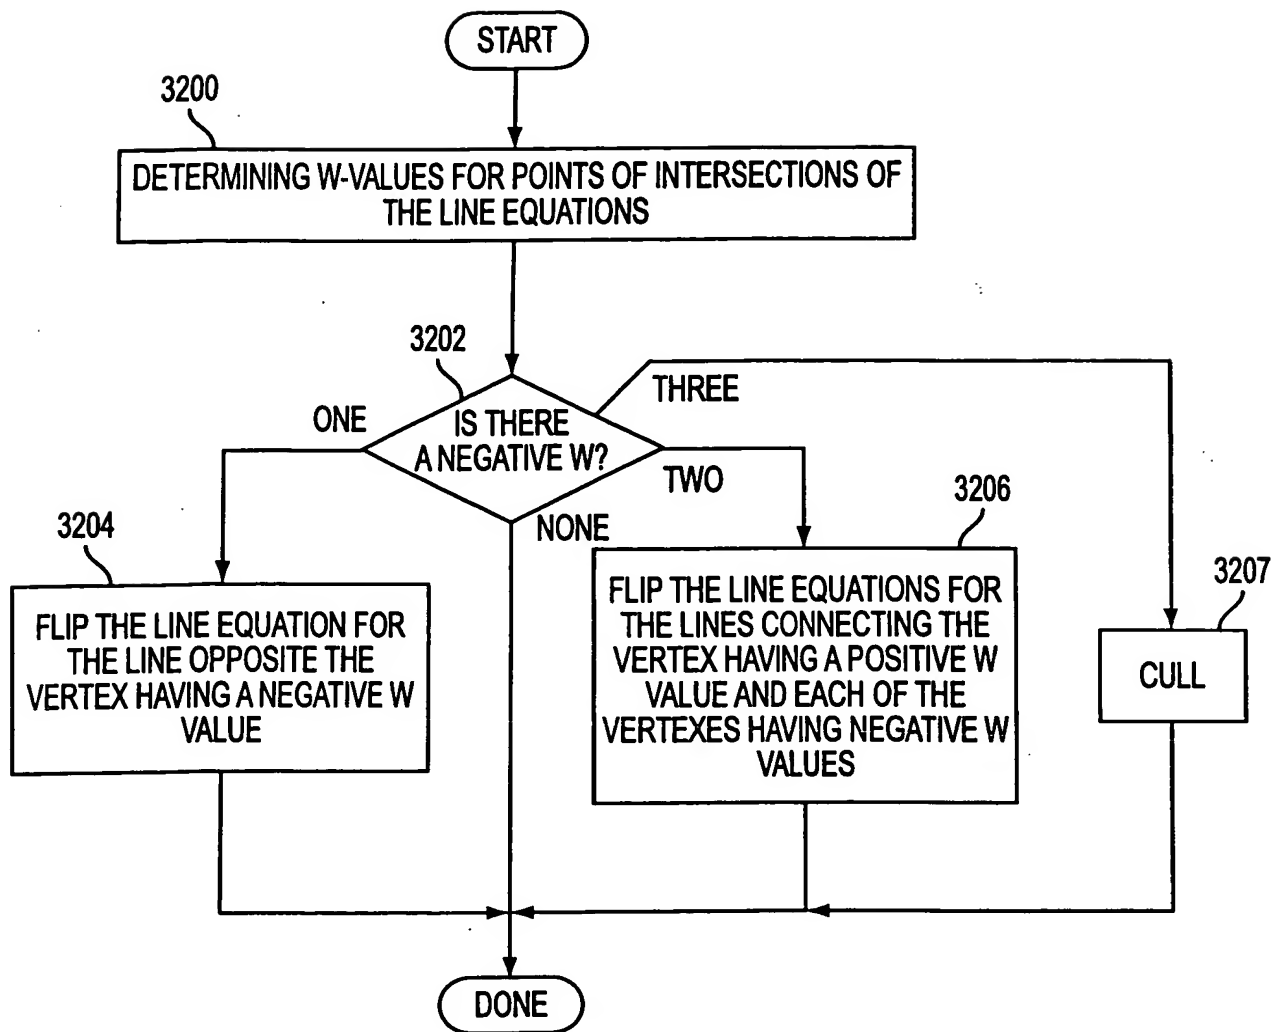 START
3200
DETERMINING W-VALUES FOR POINTS OF INTERSECTIONS OF
THE LINE EQUATIONS
3202
IS THERE
A NEGATIVE W?
ONE
THREE
TWO
NONE
3204
FLIP THE LINE EQUATION FOR
THE LINE OPPOSITE THE
VERTEX HAVING A NEGATIVE W
VALUE
3206
FLIP THE LINE EQUATIONS FOR
THE LINES CONNECTING THE
VERTEX HAVING A POSITIVE W
VALUE AND EACH OF THE
VERTEXES HAVING NEGATIVE W
VALUES
3207
CULL
DONE